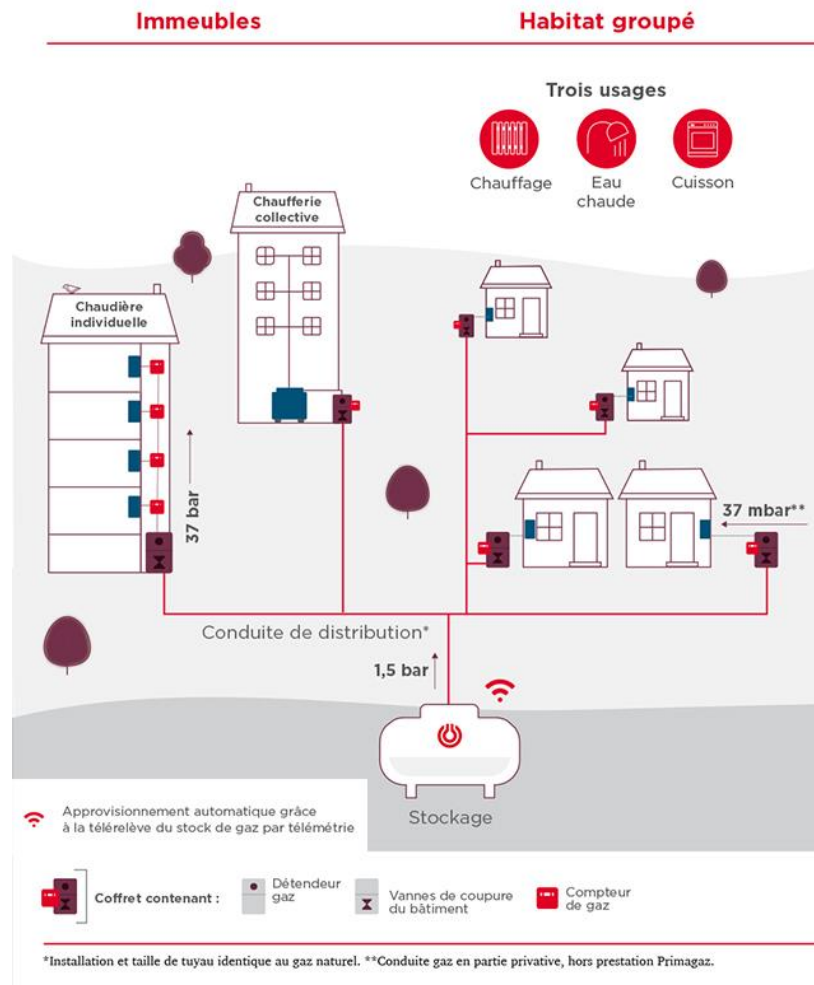 Immeubles
Habitat groupé
Trois usages
Chauffage
Eau
chaude
Cuisson
Chaufferie
collective
Chaudière
individuelle
37 bar
37 mbar**
Conduite de distribution*
1,5 bar
Stockage
Approvisionnement automatique grâce
à la télérelève du stock de gaz par télémétrie
Coffret contenant :
Détendeur
gaz
Vannes de coupure
du bâtiment
Compteur
de gaz
*Installation et taille de tuyau identique au gaz naturel. **Conduite gaz en partie privative, hors prestation Primagaz.